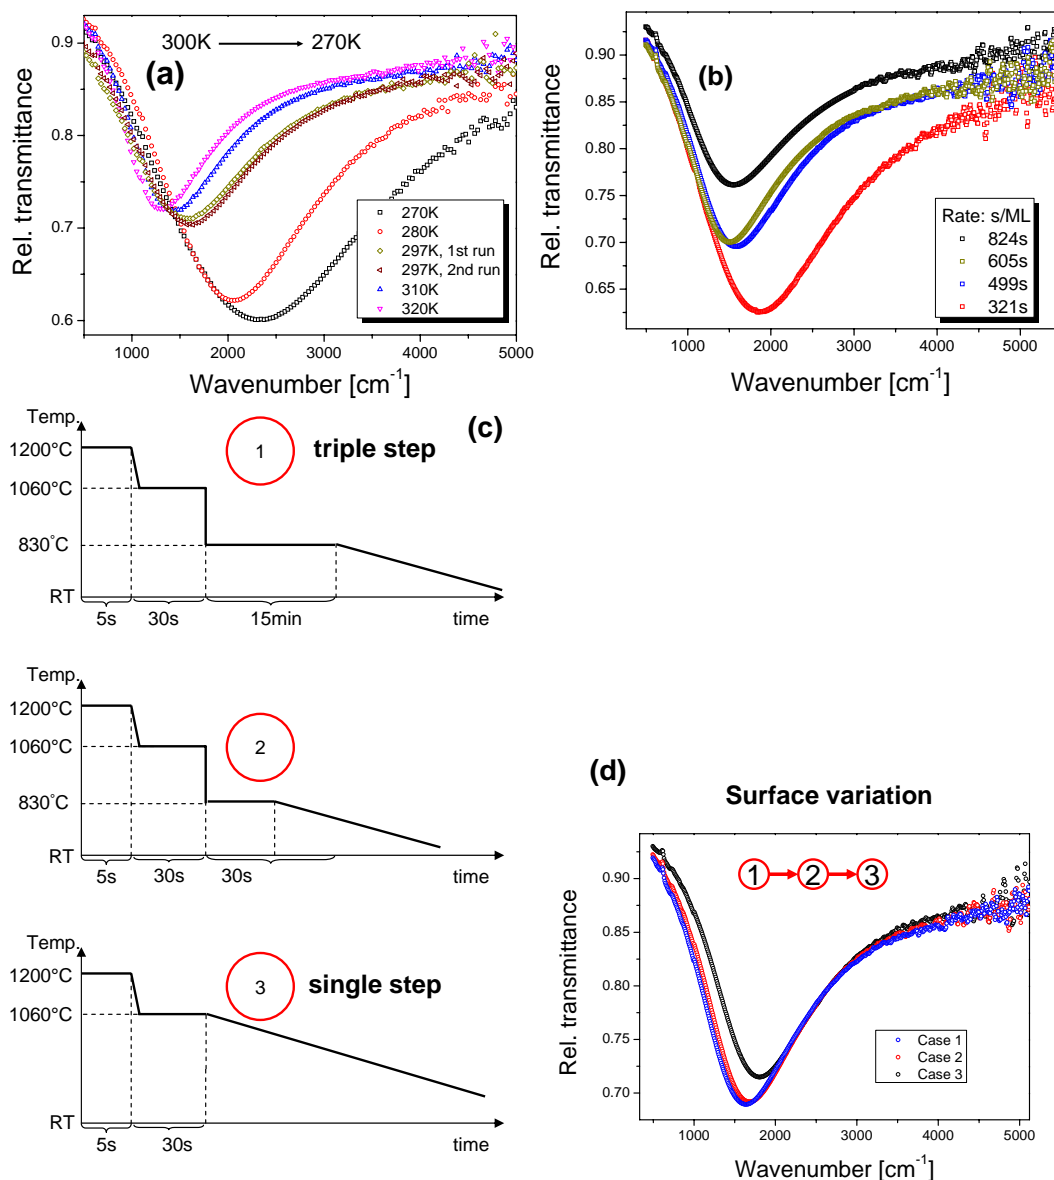 300K 270K
(a)
0.9
0.8
0.7
0.6
Rel. transmittance
270K
280K
297K, 1st run
297K, 2nd run
310K
320K
1000 2000 3000 4000 5000
Wavenumber [cm⁻¹]
(b)
0.90
0.85
0.80
0.75
0.70
0.65
Rel. transmittance
Rate: s/ML
824s
605s
499s
321s
1000 2000 3000 4000 5000
Wavenumber [cm⁻¹]
(c)
Temp.
1 triple step
1200°C
1060°C
830°C
RT
5s 30s 15min time
Temp.
2
1200°C
1060°C
830°C
RT
5s 30s 30s time
Temp.
3 single step
1200°C
1060°C
RT
5s 30s time
(d)
Surface variation
1 2 3
0.90
0.85
0.80
0.75
0.70
Rel. transmittance
Case 1
Case 2
Case 3
1000 2000 3000 4000 5000
Wavenumber [cm⁻¹]